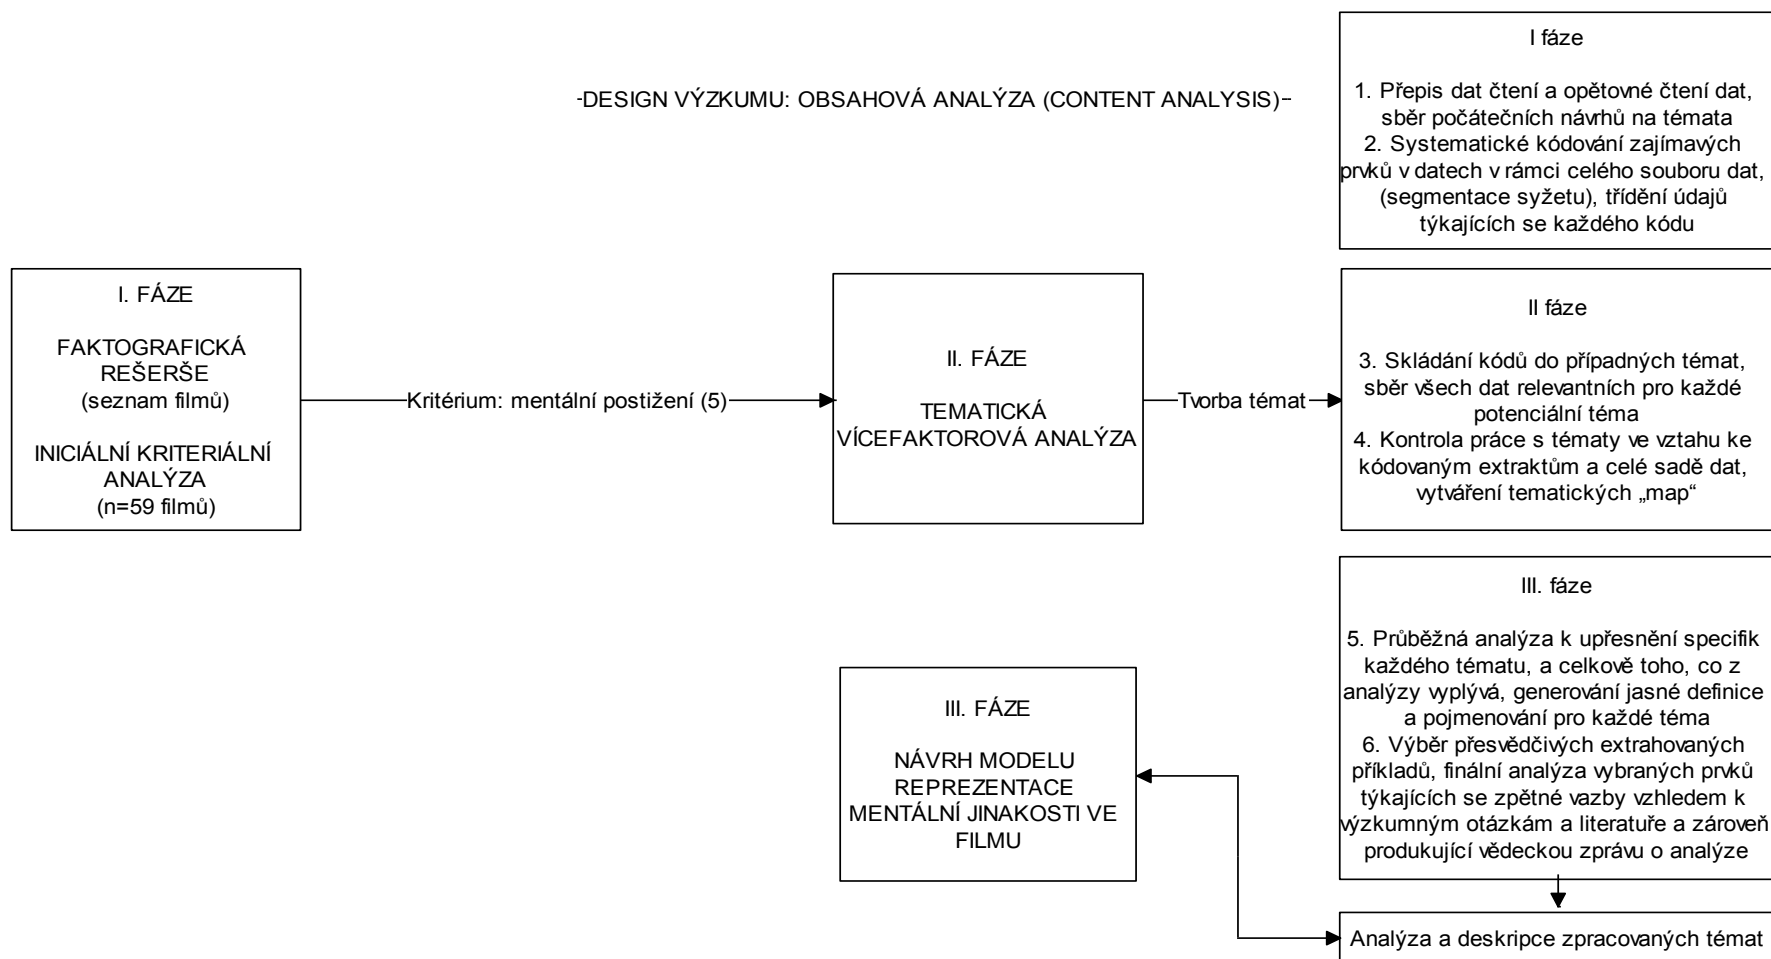 -DESIGN VÝZKUMU: OBSAHOVÁ ANALÝZA (CONTENT ANALYSIS)-
I fáze
1. Přepis dat čtení a opětovné čtení dat,
sběr počátečních návrhů na témata
2. Systematické kódování zajímavých
prvků v datech v rámci celého souboru dat,
(segmentace syžetu), třídění údajů
týkajících se každého kódu
I. FÁZE
FAKTOGRAFICKÁ
REŠERŠE
(seznam filmů)
INICIÁLNÍ KRITERIÁLNÍ
ANALÝZA
(n=59 filmů)
Kritérium: mentální postižení (5)
II. FÁZE
TEMATICKÁ
VÍCEFAKTOROVÁ ANALÝZA
Tvorba témat
II fáze
3. Skládání kódů do případných témat,
sběr všech dat relevantních pro každé
potenciální téma
4. Kontrola práce s tématy ve vztahu ke
kódovaným extraktům a celé sadě dat,
vytváření tematických „map“
III. FÁZE
NÁVRH MODELU
REPREZENTACE
MENTÁLNÍ JINAKOSTI VE
FILMU
III. fáze
5. Průběžná analýza k upřesnění specifik
každého tématu, a celkově toho, co z
analýzy vyplývá, generování jasné definice
a pojmenování pro každé téma
6. Výběr přesvědčivých extrahovaných
příkladů, finální analýza vybraných prvků
týkajících se zpětné vazby vzhledem k
výzkumným otázkám a literatuře a zároveň
produkující vědeckou zprávu o analýze
Analýza a deskripce zpracovaných témat